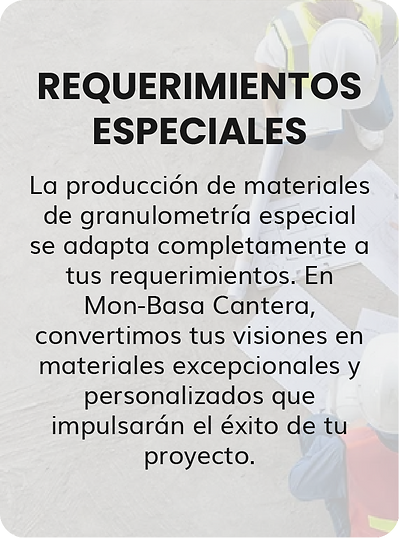 REQUERIMIENTOS
ESPECIALES
La producción de materiales
de granulometría especial
se adapta completamente a
tus requerimientos. En
Mon-Basa Cantera,
convertimos tus visiones en
materiales excepcionales y
personalizados que
impulsarán el éxito de tu
proyecto.